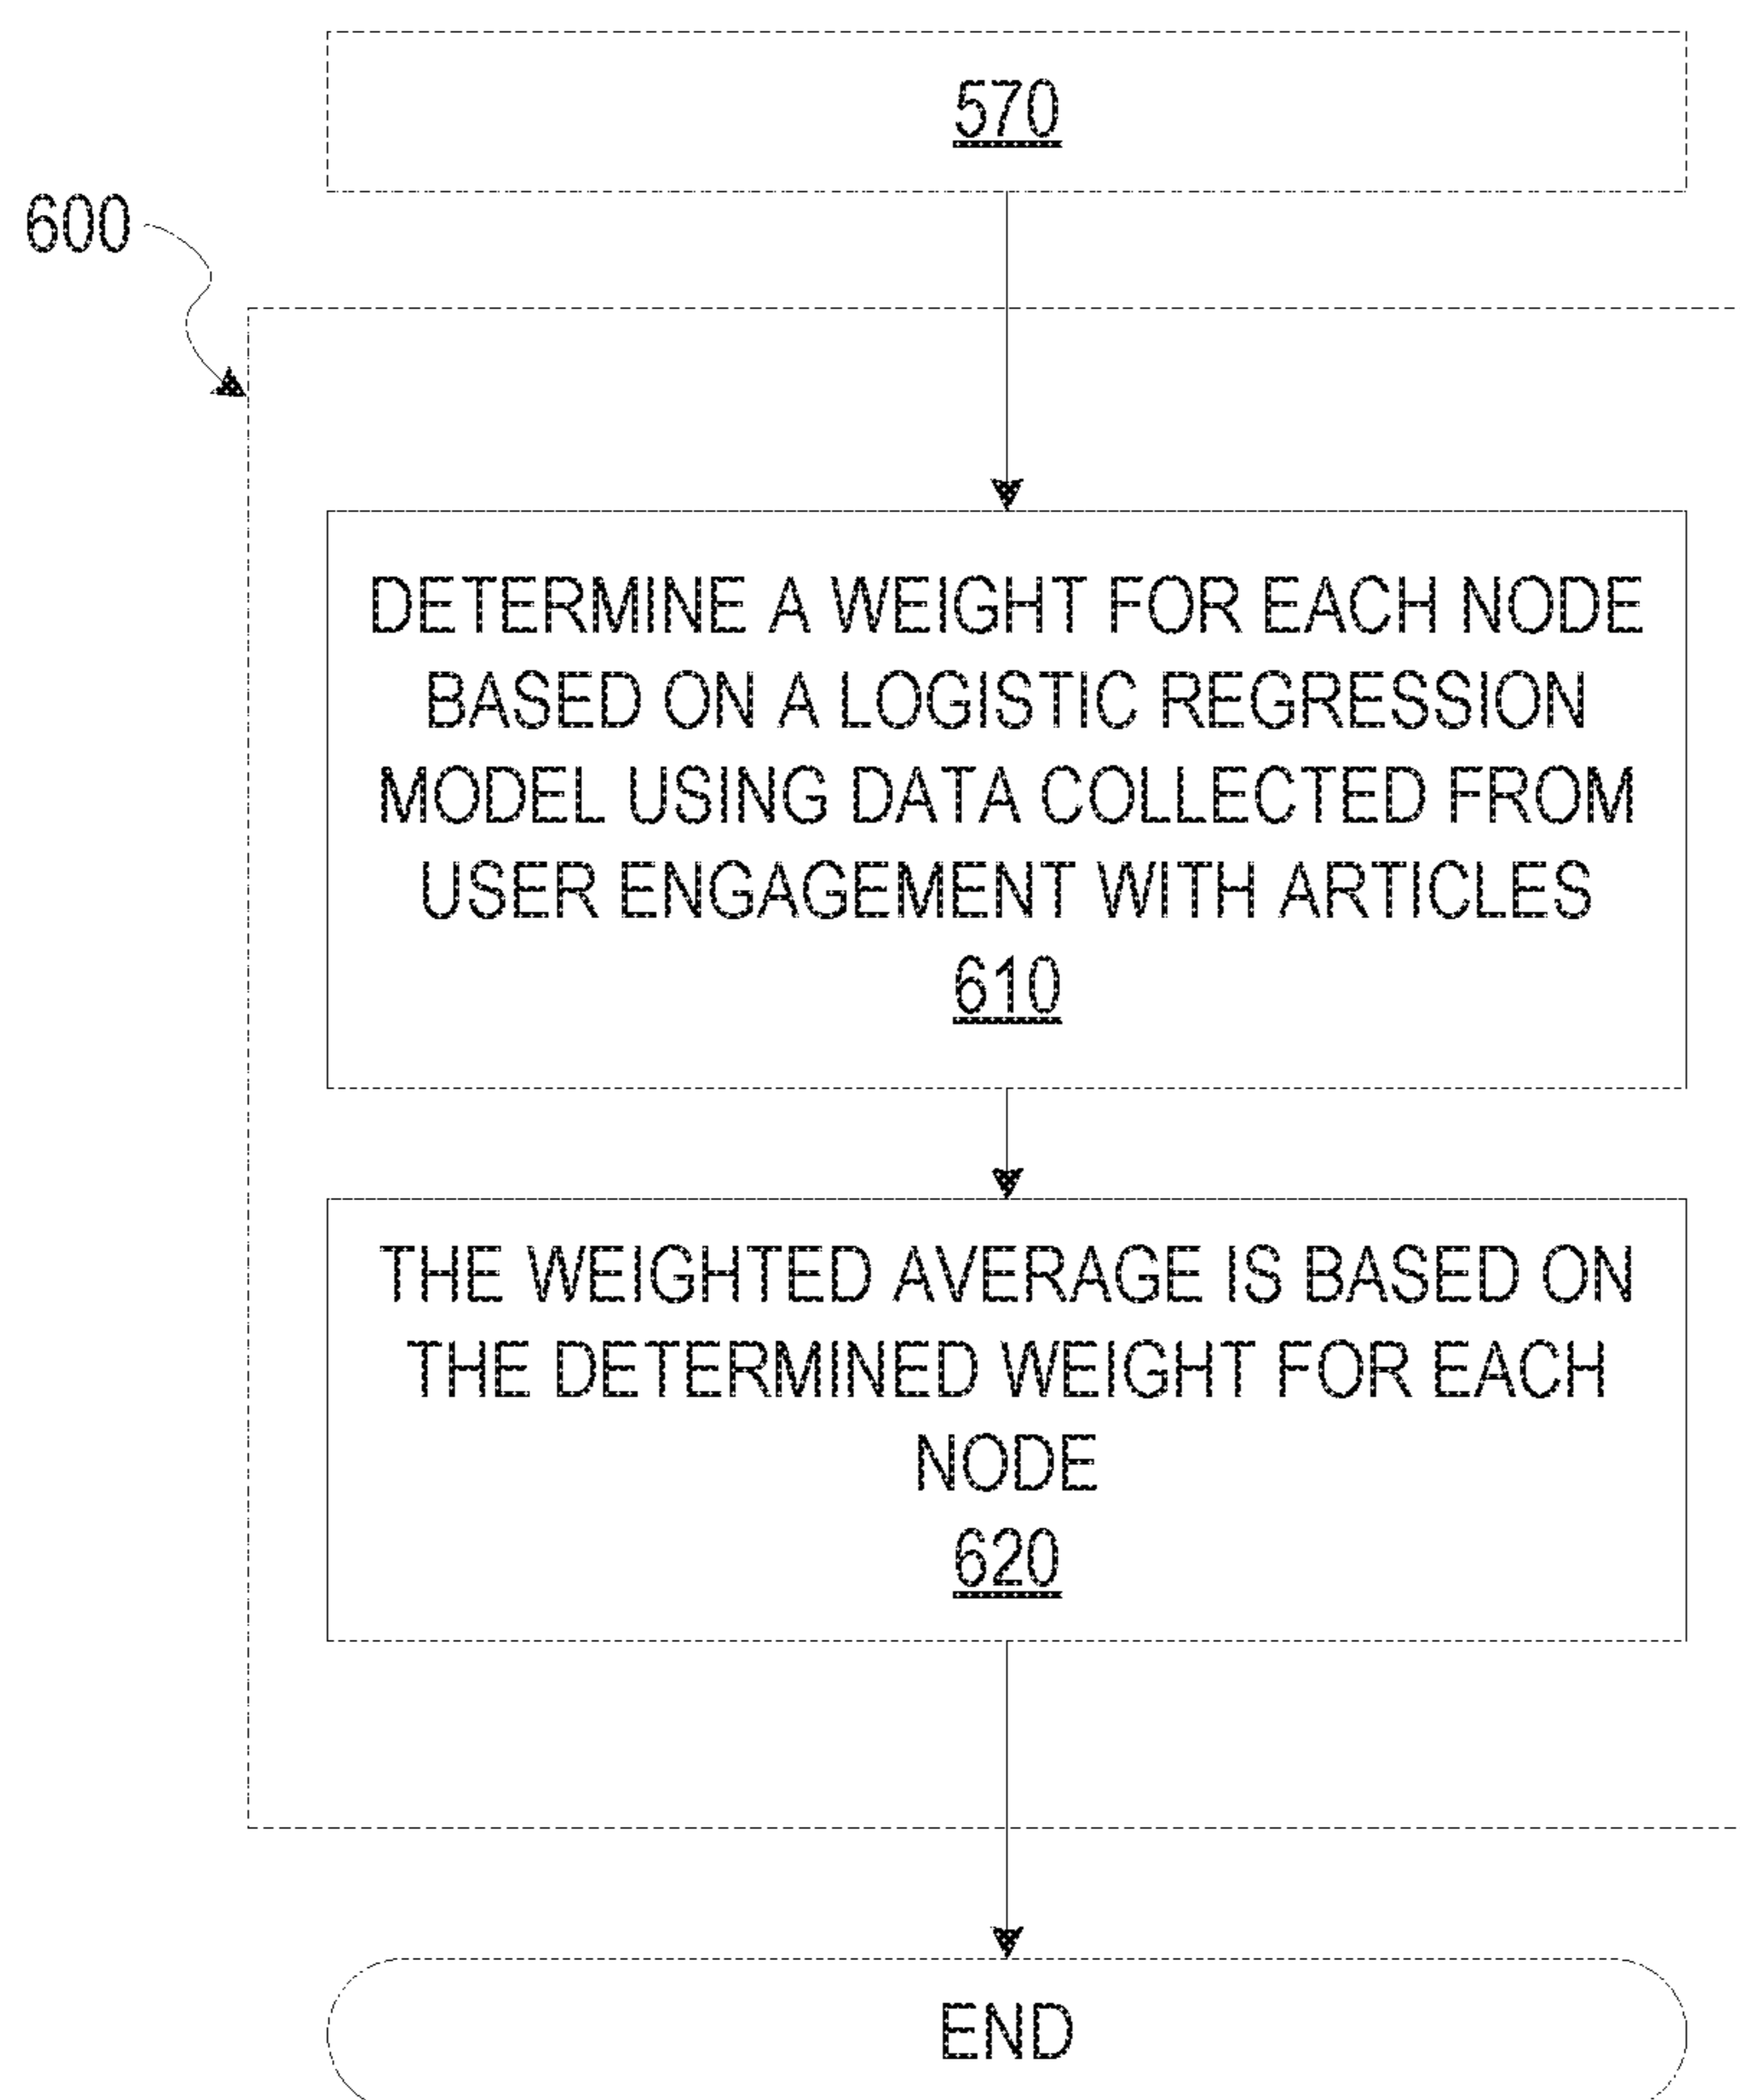 570
600
DETERMINE A WEIGHT FOR EACH NODE
BASED ON A LOGISTIC REGRESSION
MODEL USING DATA COLLECTED FROM
USER ENGAGEMENT WITH ARTICLES
610
THE WEIGHTED AVERAGE IS BASED ON
THE DETERMINED WEIGHT FOR EACH
NODE
620
END